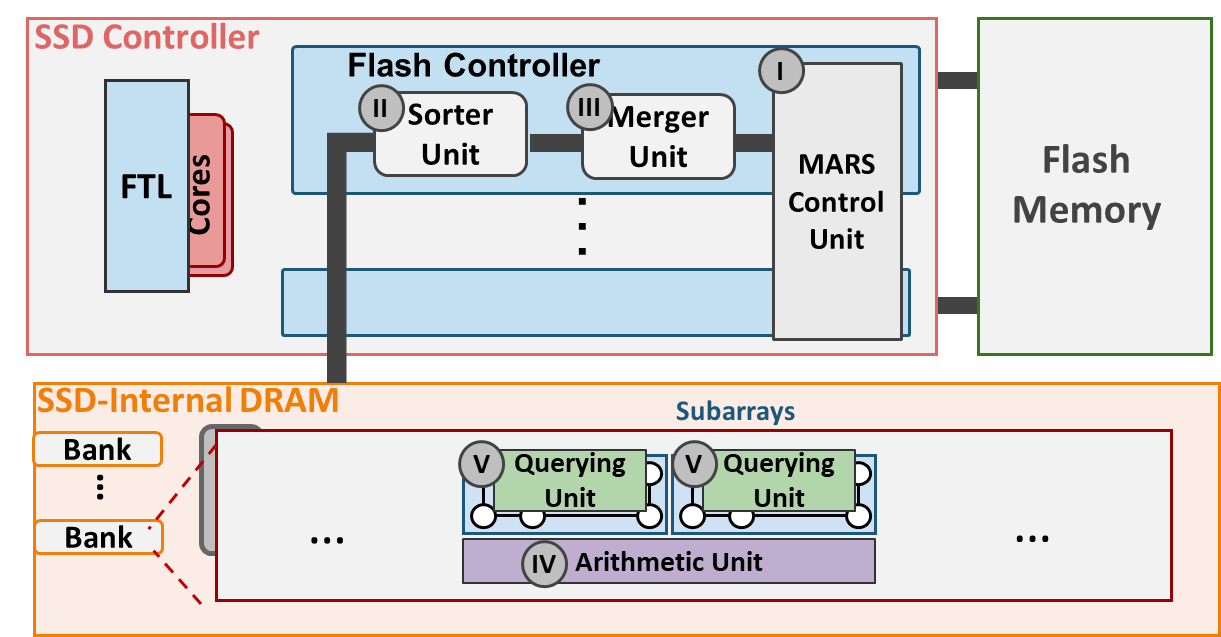 SSD Controller
Flash Controller
I
II
Sorter
Unit
III
Merger
Unit
MARS
Control
Unit
FTL
Cores
⋮
Flash
Memory
SSD-Internal DRAM
Subarrays
Bank
⋮
Bank
V
Querying
Unit
V
Querying
Unit
...
...
IV
Arithmetic Unit